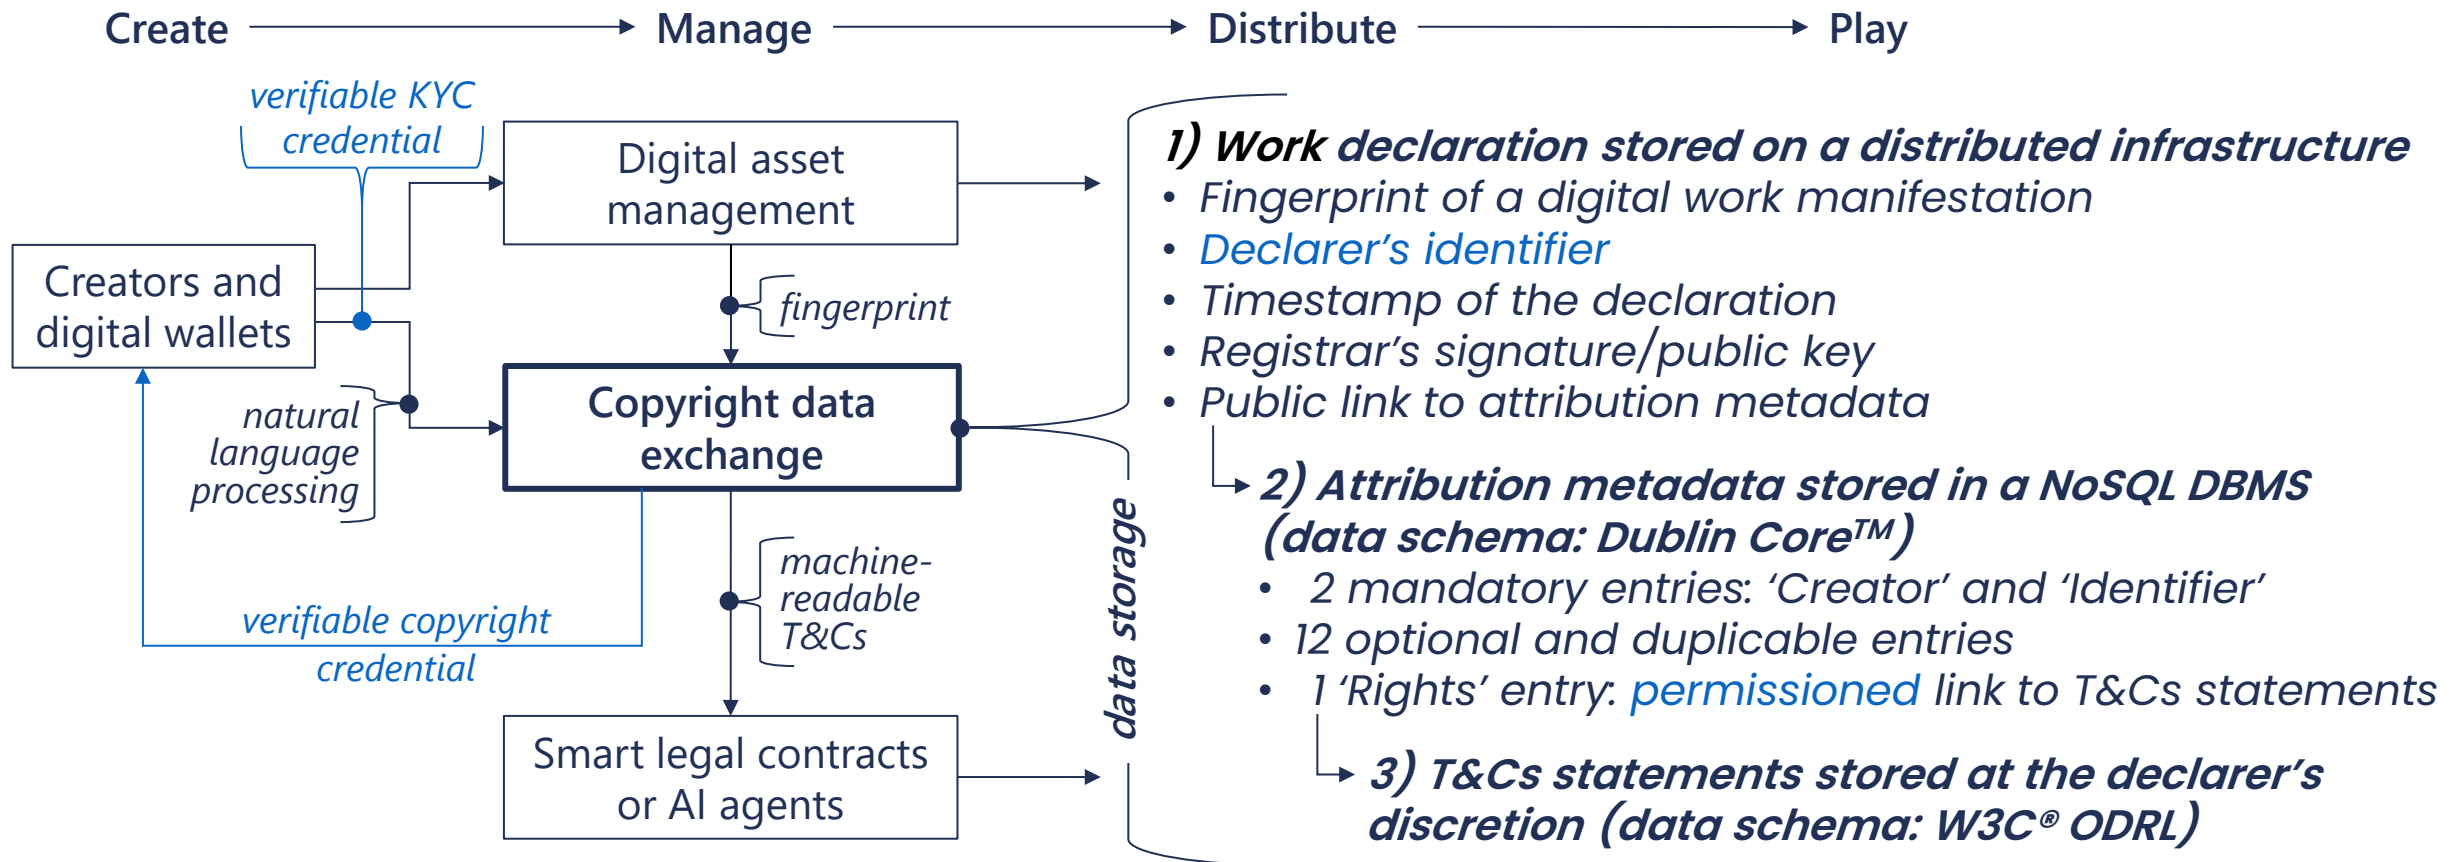 Create
Manage
Distribute
Play
verifiable KYC
credential
Digital asset
management
Creators and
digital wallets
fingerprint
natural
language
processing
Copyright data
exchange
verifiable copyright
credential
machine-
readable
T&Cs
Smart legal contracts
or AI agents
data storage
1) Work declaration stored on a distributed infrastructure
• Fingerprint of a digital work manifestation
• Declarer’s identifier
• Timestamp of the declaration
• Registrar’s signature/public key
• Public link to attribution metadata
2) Attribution metadata stored in a NoSQL DBMS
(data schema: Dublin Core™)
• 2 mandatory entries: ‘Creator’ and ‘Identifier’
• 12 optional and duplicable entries
• 1 ‘Rights’ entry: permissioned link to T&Cs statements
3) T&Cs statements stored at the declarer’s
discretion (data schema: W3C® ODRL)